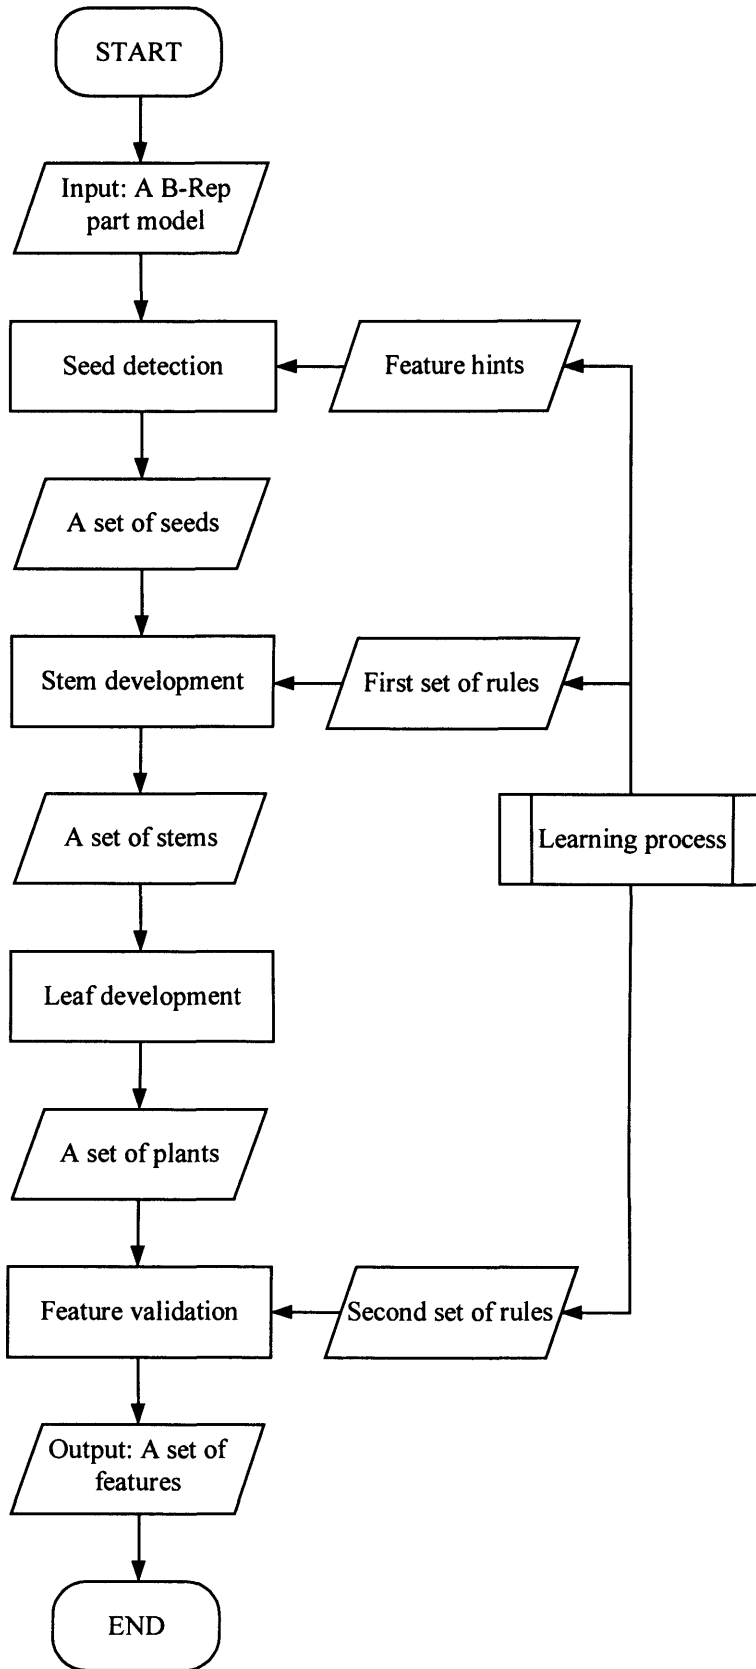 START
Input: A B-Rep
part model
Seed detection
Feature hints
A set of seeds
Stem development
First set of rules
A set of stems
Learning process
Leaf development
A set of plants
Feature validation
Second set of rules
Output: A set of
features
END